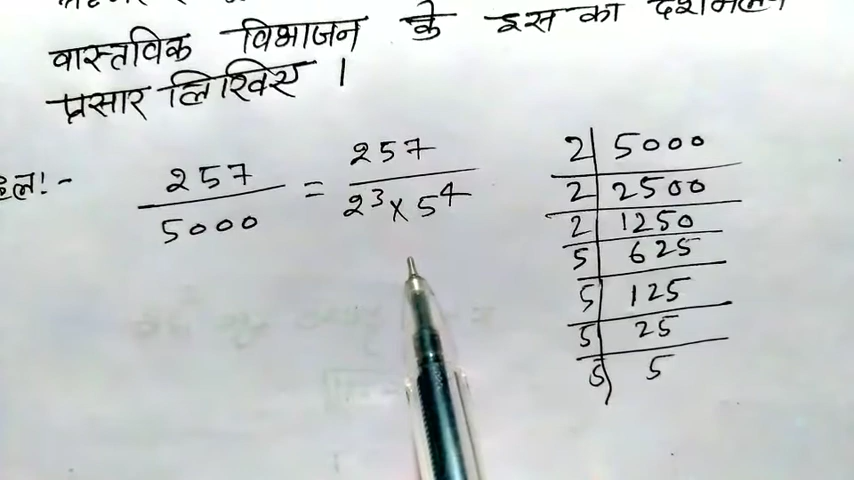 वास्तविक विभाजन के इस का दशमलव
प्रसार लिखिए ।
हल:- 257/5000 = 257/2³×5⁴
2 | 5000
2 | 2500
2 | 1250
5 | 625
5 | 125
5 | 25
5 | 5